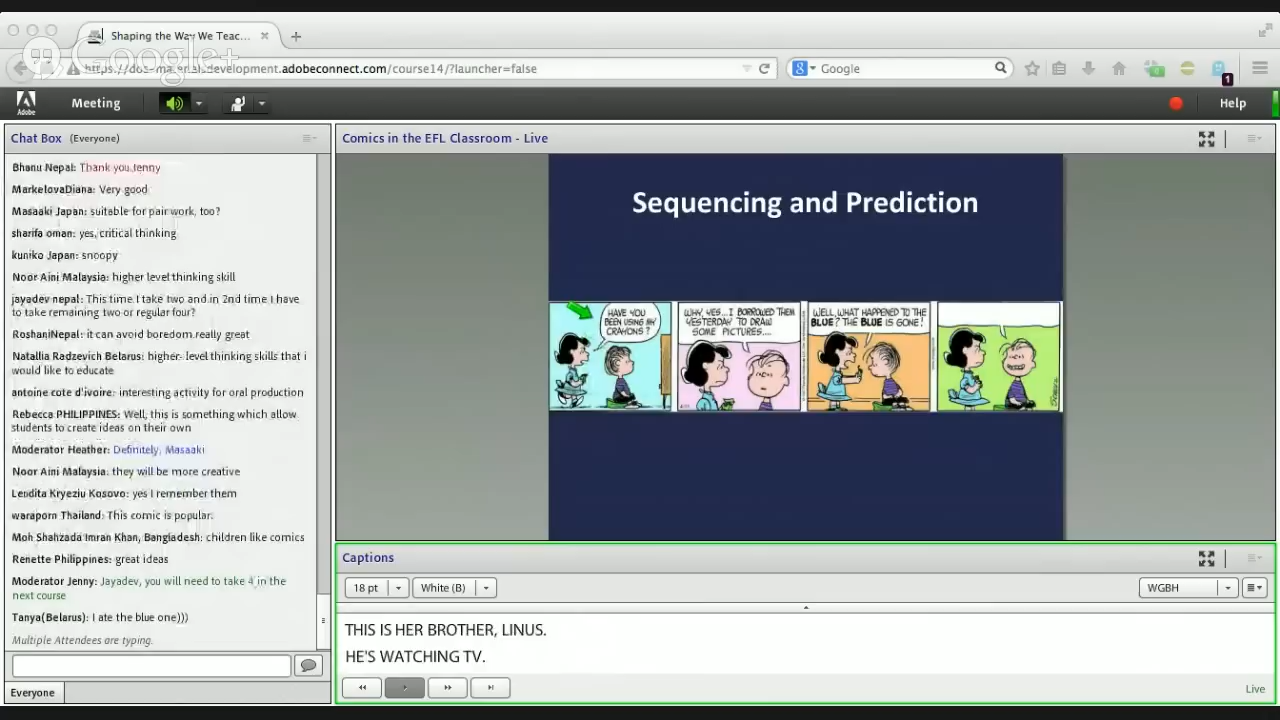 Shaping the Way We Teac...
Google+
adobeconnect.com/course14/?launcher=false
Google
1
Adobe
Meeting
Help
Chat Box (Everyone)
Bhanu Nepal: Thank you Jenny
MarkelovaDiana: Very good
Masaaki Japan: suitable for pair work, too?
sharifa oman: yes, critical thinking
kuniko Japan: snoopy
Noor Aini Malaysia: higher level thinking skill
jayadev nepal: This time I take two and in 2nd time I have
to take remaining two or regular four?
RoshaniNepal: it can avoid boredom really great
Natallia Radzevich Belarus: higher- level thinking skills that i
would like to educate
antoine cote d'ivoire: interesting activity for oral production
Rebecca PHILIPPINES: Well, this is something which allow
students to create ideas on their own
Moderator Heather: Definitely, Masaaki
Noor Aini Malaysia: they will be more creative
Lendita Kryeziu Kosovo: yes I remember them
waraporn Thailand: This comic is popular.
Moh Shahzada Imran Khan, Bangladesh: children like comics
Renette Philippines: great ideas
Moderator Jenny: Jayadev, you will need to take 4 in the
next course
Tanya(Belarus): I ate the blue one)))
Multiple Attendees are typing.
Everyone
Comics in the EFL Classroom - Live
Sequencing and Prediction
HAVE YOU
BEEN USING MY
CRAYONS?
WHY, YES...I BORROWED THEM
YESTERDAY TO DRAW
SOME PICTURES....
WELL, WHAT HAPPENED TO THE
BLUE? THE BLUE IS GONE!
Captions
18 pt
White (B)
WGBH
THIS IS HER BROTHER, LINUS.
HE'S WATCHING TV.
Live